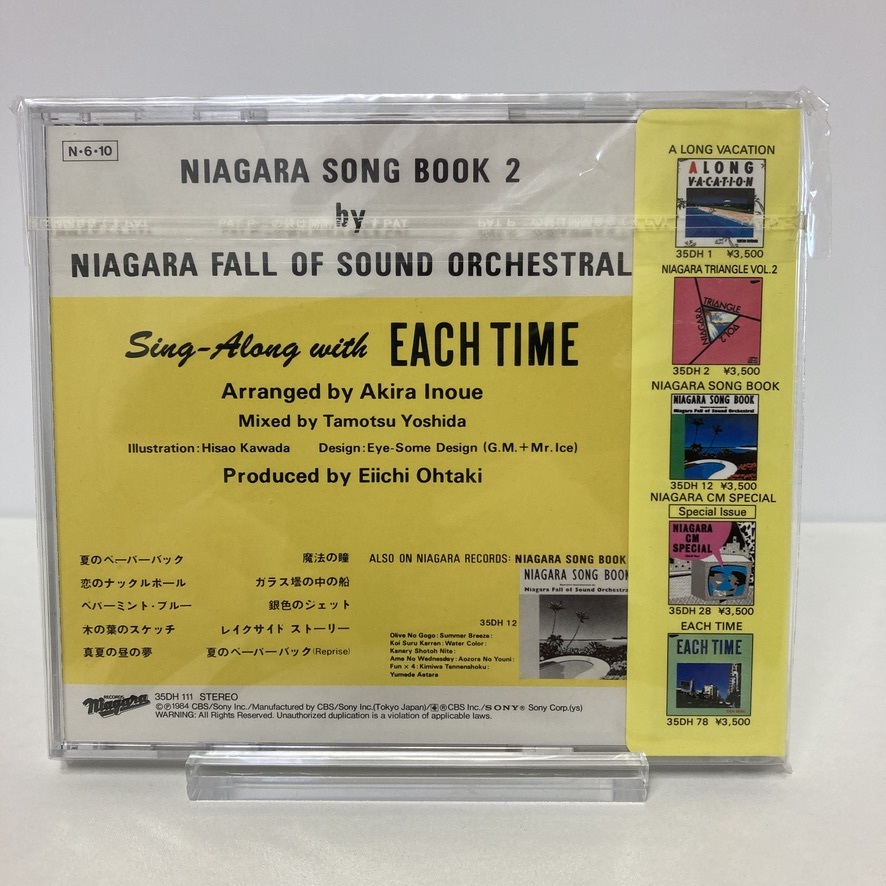 N・6・10
NIAGARA SONG BOOK 2
by
NIAGARA FALL OF SOUND ORCHESTRAL
Sing-Along with EACH TIME
Arranged by Akira Inoue
Mixed by Tamotsu Yoshida
Illustration: Hisao Kawada Design: Eye-Some Design (G.M.+Mr. Ice)
Produced by Eiichi Ohtaki
夏のペーパーバック
恋のナックルボール
ペパーミント・ブルー
木の葉のスケッチ
真夏の昼の夢
魔法の瞳
ガラス壜の中の船
銀色のジェット
レイクサイド ストーリー
夏のペーパーバック(Reprise)
ALSO ON NIAGARA RECORDS: NIAGARA SONG BOOK
NIAGARA SONG BOOK
Niagara Fall of Sound Orchestral
35DH 12
Olive No Gogo: Summer Breeze:
Koi Suru Karren: Water Color:
Kanary Shotoh Nite:
Ame No Wednesday: Aozora No Youni:
Fun × 4: Kimiwa Tennenshoku:
Yumede Aetara
RECORDS
Niagara
35DH 111 STEREO
©Ⓟ1984 CBS/Sony Inc./Manufactured by CBS/Sony Inc.(Tokyo Japan)/®CBS Inc./SONY® Sony Corp.(ys)
WARNING: All Rights Reserved. Unauthorized duplication is a violation of applicable laws.
A LONG VACATION
A LONG
V・A・C・A・T・I・O・N
35DH 1 ¥3,500
NIAGARA TRIANGLE VOL.2
NIAGARA TRIANGLE VOL.2
35DH 2 ¥3,500
NIAGARA SONG BOOK
NIAGARA SONG BOOK
Niagara Fall of Sound Orchestral
35DH 12 ¥3,500
NIAGARA CM SPECIAL
Special Issue
NIAGARA
CM
SPECIAL
35DH 28 ¥3,500
EACH TIME
EACH TIME
35DH 78 ¥3,500